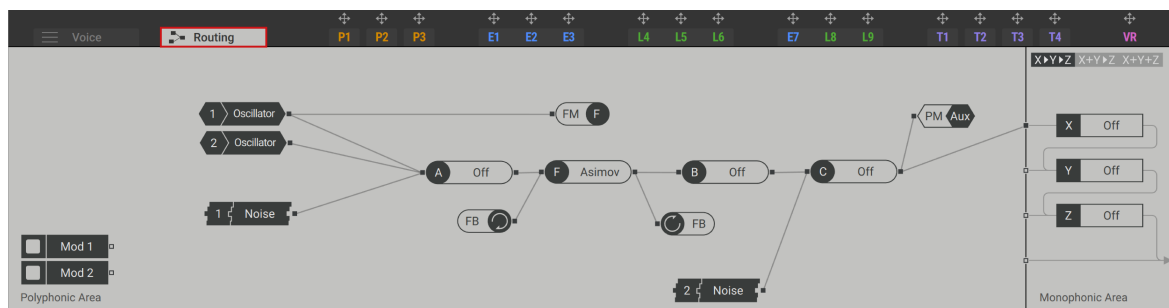 Voice Routing P1 P2 P3 E1 E2 E3 L4 L5 L6 E7 L8 L9 T1 T2 T3 T4 VR
X▸Y▸Z X+Y▸Z X+Y+Z
1 Oscillator FM F PM Aux
X Off
2 Oscillator
A Off F Asimov B Off C Off Y Off
1 Noise FB FB Z Off
Mod 1
Mod 2 2 Noise
Polyphonic Area Monophonic Area